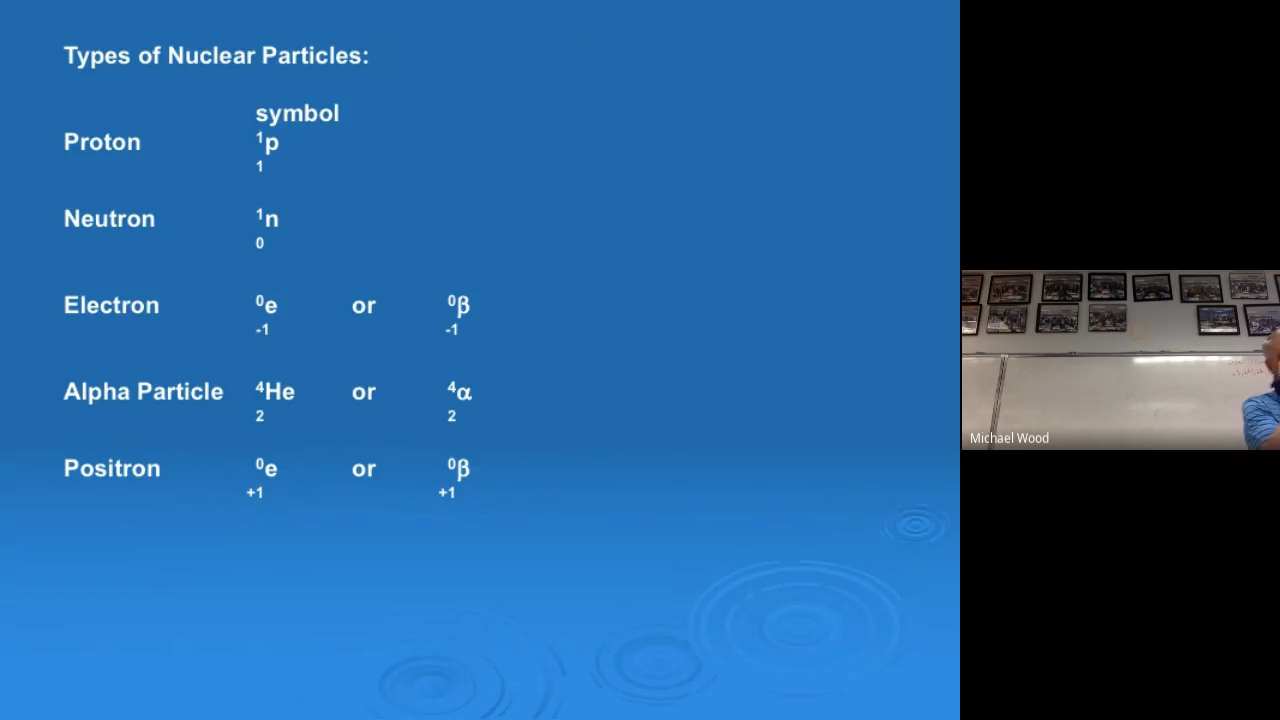 Types of Nuclear Particles:
symbol
Proton ¹p
1
Neutron ¹n
0
Electron ⁰e or ⁰β
-1 -1
Alpha Particle ⁴He or ⁴α
2 2
Positron ⁰e or ⁰β
+1 +1
Michael Wood